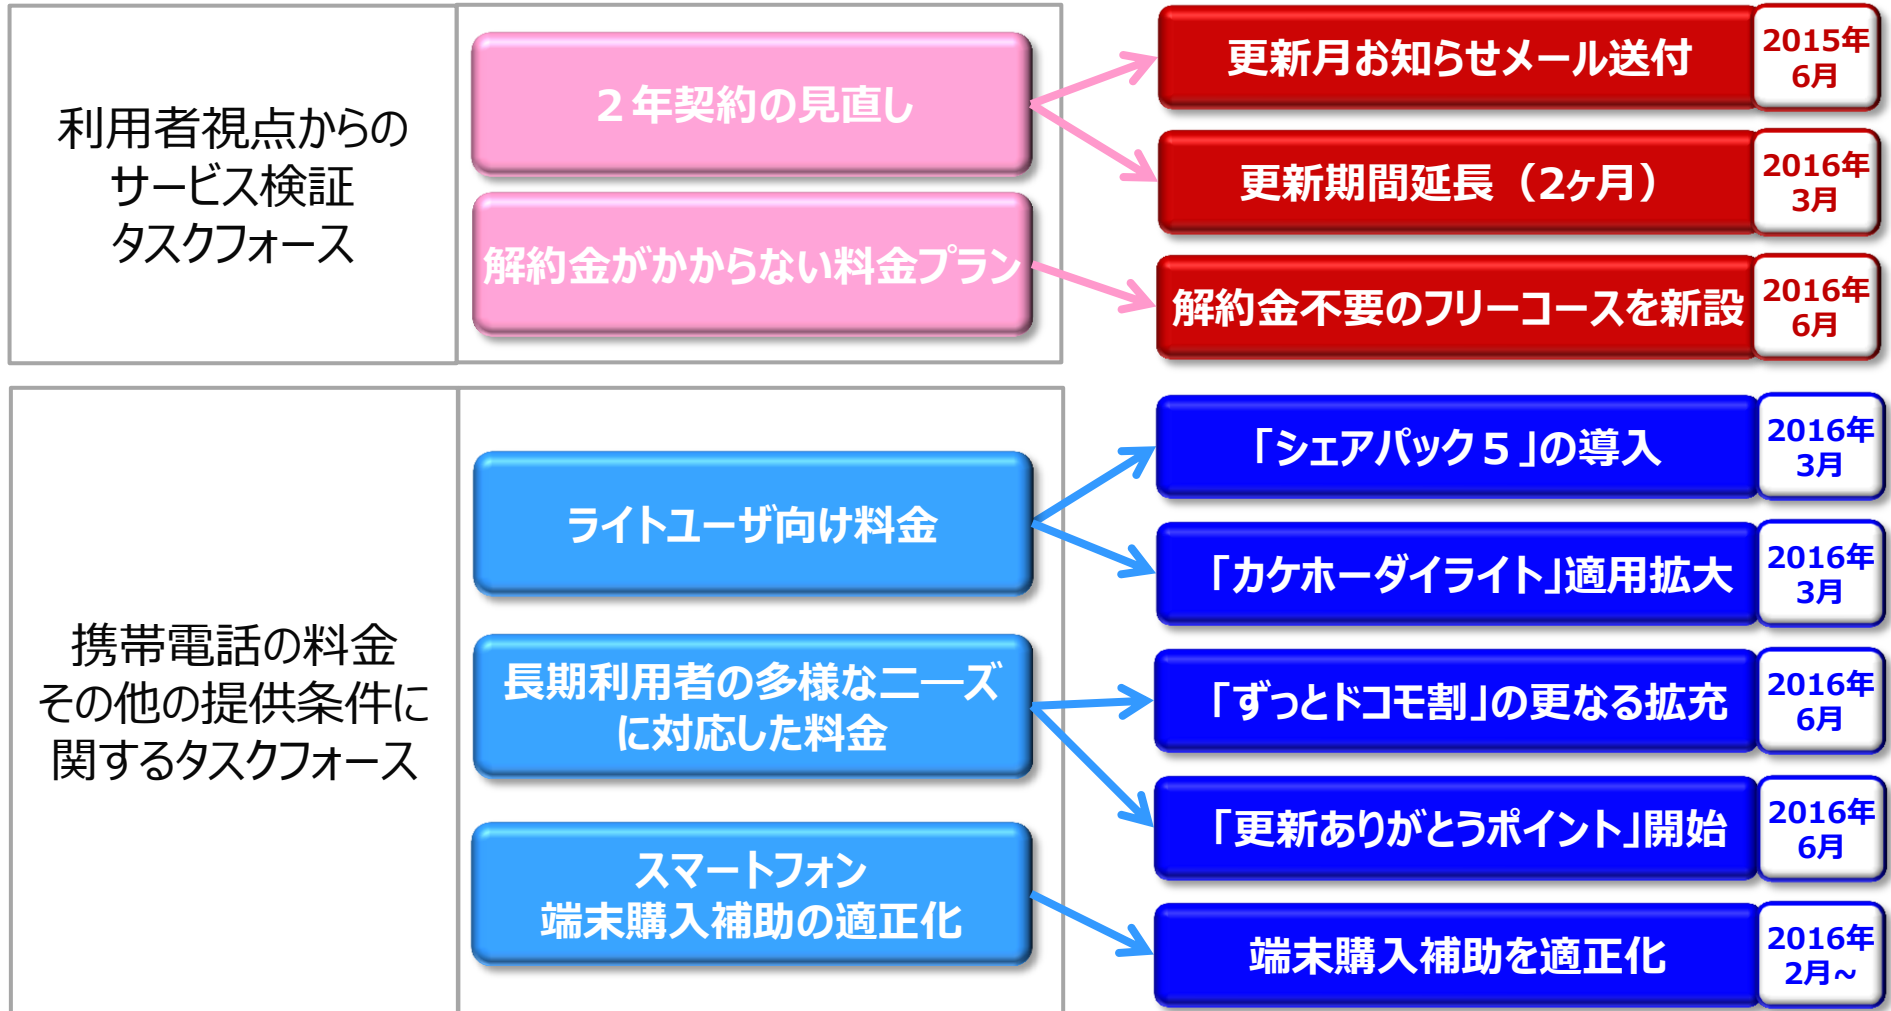 利用者視点からの
サービス検証
タスクフォース
２年契約の見直し
更新月お知らせメール送付
2015年
6月
更新期間延長（2ヶ月）
2016年
3月
解約金がかからない料金プラン
解約金不要のフリーコースを新設
2016年
6月
携帯電話の料金
その他の提供条件に
関するタスクフォース
ライトユーザ向け料金
「シェアパック５」の導入
2016年
3月
「カケホーダイライト」適用拡大
2016年
3月
長期利用者の多様なニーズ
に対応した料金
「ずっとドコモ割」の更なる拡充
2016年
6月
「更新ありがとうポイント」開始
2016年
6月
スマートフォン
端末購入補助の適正化
端末購入補助を適正化
2016年
2月~